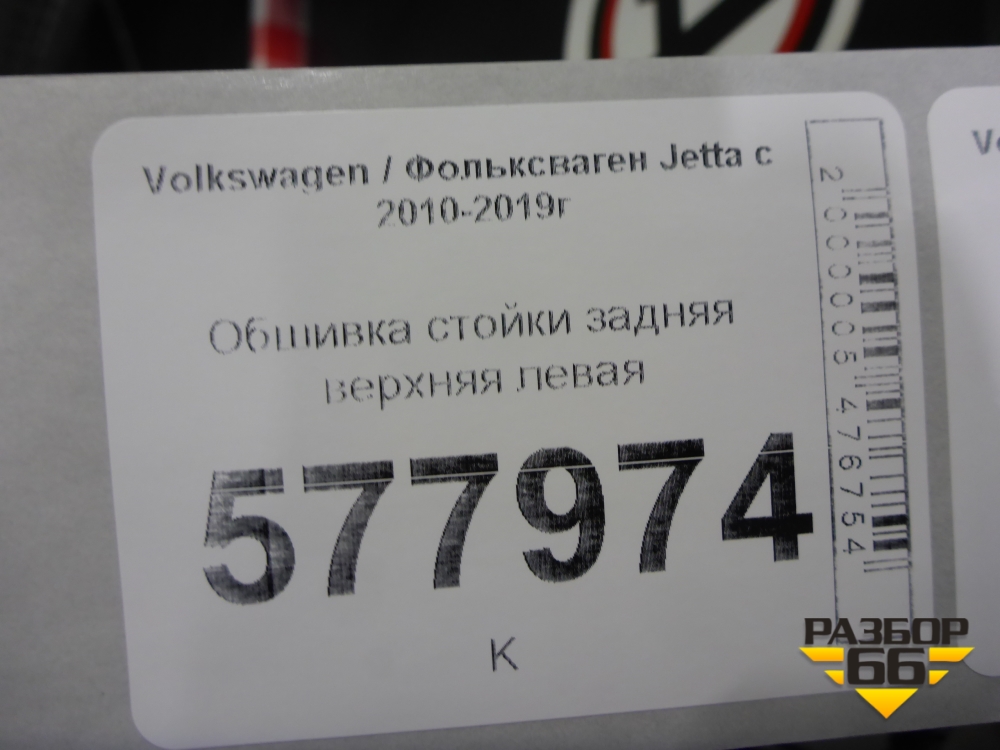 Volkswagen / Фольксваген Jetta с
2010-2019г
Обшивка стойки задняя
верхняя левая
577974
К
2000005476754
РАЗБОР
66